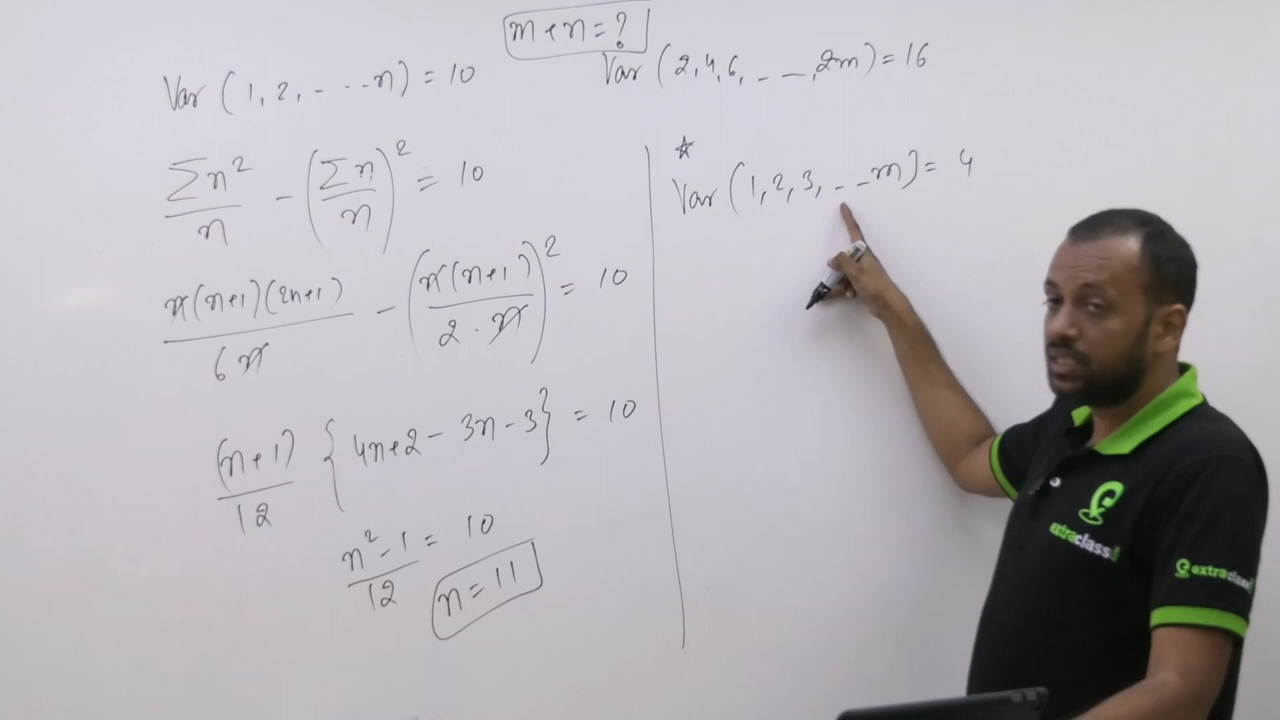 m+n=?
Var (1, 2, - - - n) = 10
Var (2, 4, 6, - - -, 2m) = 16
∑n²/n - (∑n/n)² = 10
n(n+1)(2n+1)/6n - (n(n+1)/2·n)² = 10
(n+1)/12 {4n+2 - 3n - 3} = 10
n²-1/12 = 10
n = 11
☆
Var (1, 2, 3, - - m) = 4
extraclass
extraclass